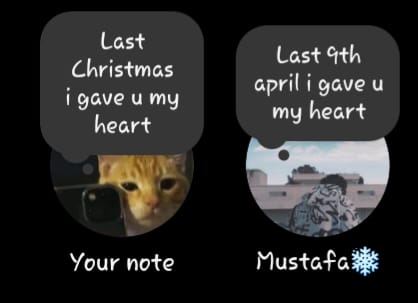 Last
Christmas
i gave u my
heart
Last 9th
april i gave u
my heart
Your note
Mustafa❄️